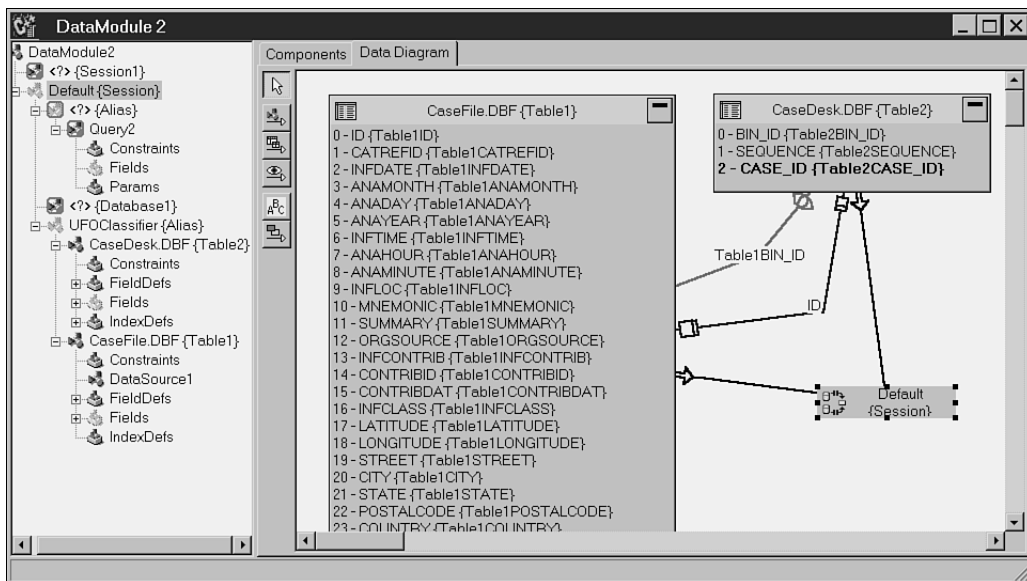 DataModule 2
DataModule2
<?> {Session1}
Default {Session}
<?> {Alias}
Query2
Constraints
Fields
Params
<?> {Database1}
UFOClassifier {Alias}
CaseDesk.DBF {Table2}
Constraints
FieldDefs
Fields
IndexDefs
CaseFile.DBF {Table1}
Constraints
DataSource1
FieldDefs
Fields
IndexDefs
Components
Data Diagram
ABC
CaseFile.DBF {Table1}
0 - ID {Table1ID}
1 - CATREFID {Table1CATREFID}
2 - INFDATE {Table1INFDATE}
3 - ANAMONTH {Table1ANAMONTH}
4 - ANADAY {Table1ANADAY}
5 - ANAYEAR {Table1ANAYEAR}
6 - INFTIME {Table1INFTIME}
7 - ANAHOUR {Table1ANAHOUR}
8 - ANAMINUTE {Table1ANAMINUTE}
9 - INFLOC {Table1INFLOC}
10 - MNEMONIC {Table1MNEMONIC}
11 - SUMMARY {Table1SUMMARY}
12 - ORGSOURCE {Table1ORGSOURCE}
13 - INFCONTRIB {Table1INFCONTRIB}
14 - CONTRIBID {Table1CONTRIBID}
15 - CONTRIBDAT {Table1CONTRIBDAT}
16 - INFCLASS {Table1INFCLASS}
17 - LATITUDE {Table1LATITUDE}
18 - LONGITUDE {Table1LONGITUDE}
19 - STREET {Table1STREET}
20 - CITY {Table1CITY}
21 - STATE {Table1STATE}
22 - POSTALCODE {Table1POSTALCODE}
23 - COUNTRY {Table1COUNTRY}
CaseDesk.DBF {Table2}
0 - BIN_ID {Table2BIN_ID}
1 - SEQUENCE {Table2SEQUENCE}
2 - CASE_ID {Table2CASE_ID}
Table1BIN_ID
ID
Default
{Session}